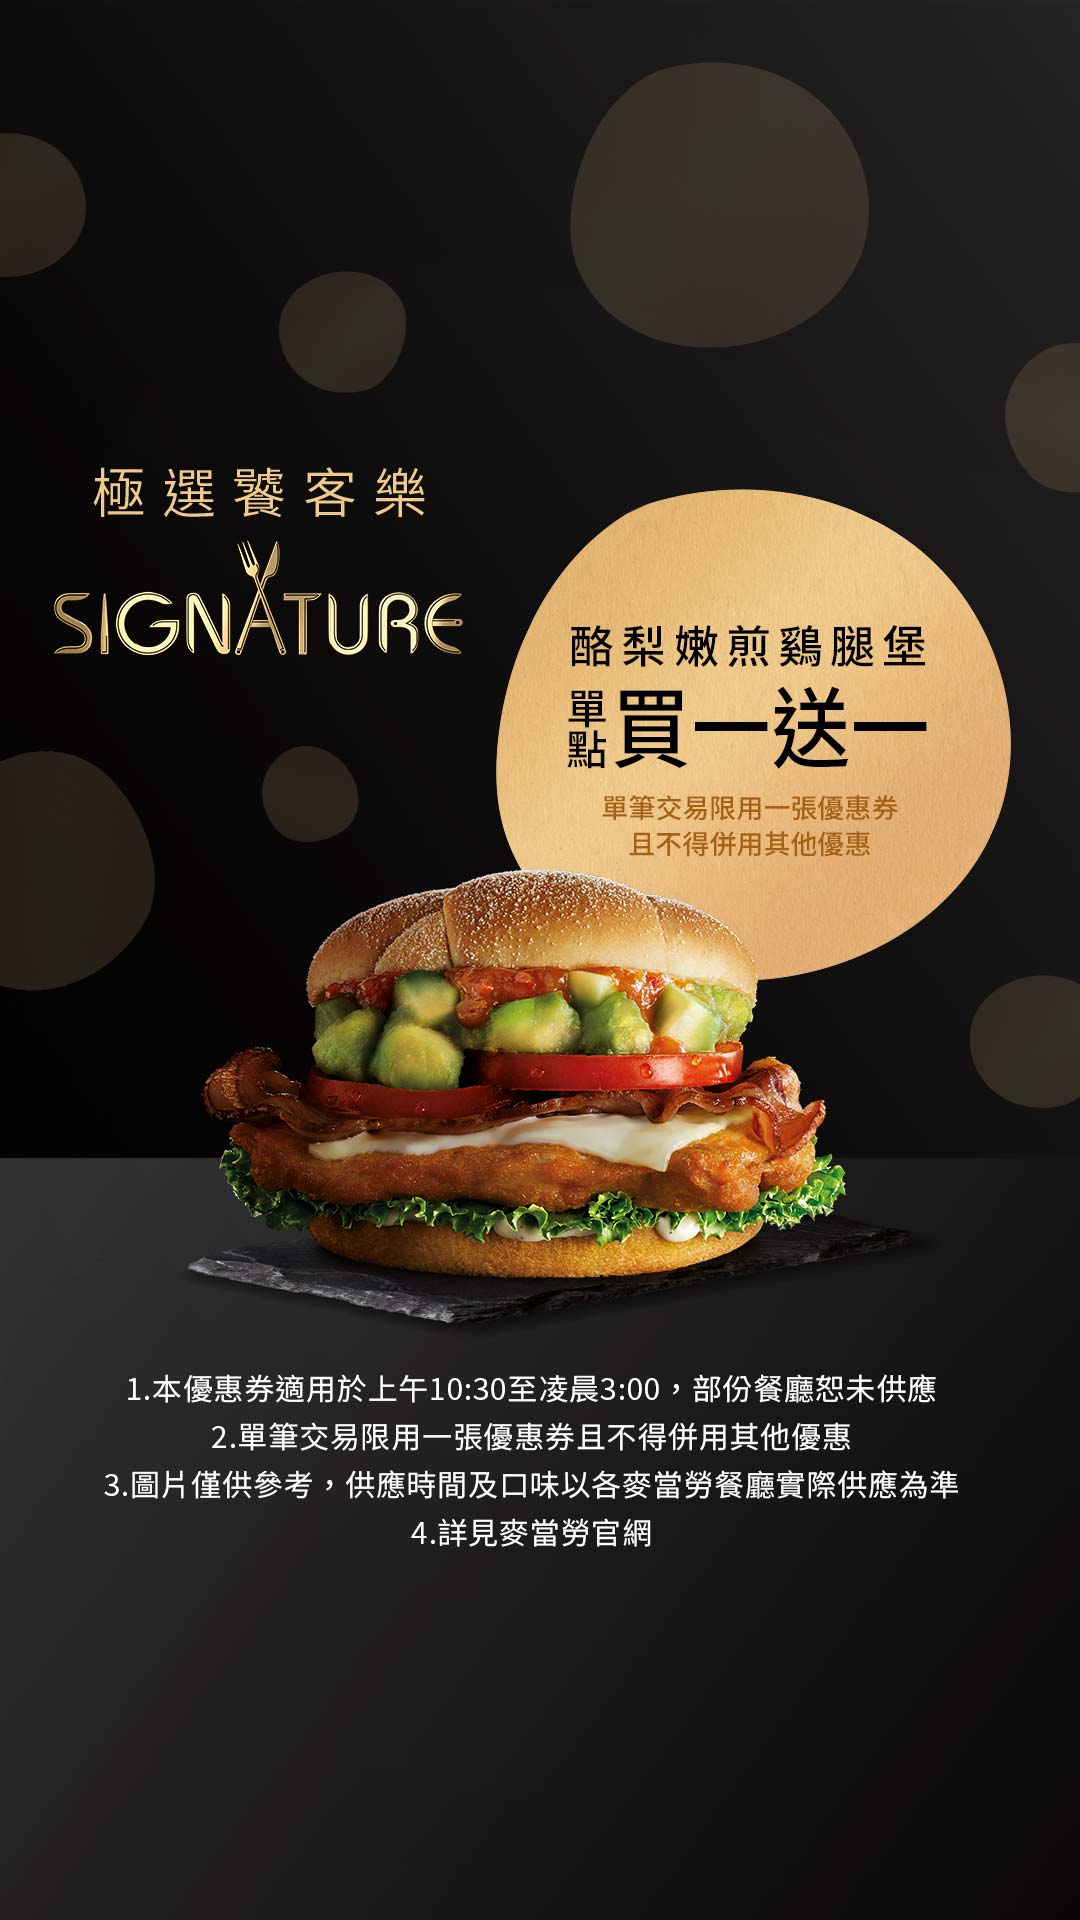 極選饕客樂
SIGNATURE
酪梨嫩煎鷄腿堡
單點買一送一
單筆交易限用一張優惠券
且不得併用其他優惠
1.本優惠券適用於上午10:30至凌晨3:00，部份餐廳恕未供應
2.單筆交易限用一張優惠券且不得併用其他優惠
3.圖片僅供參考，供應時間及口味以各麥當勞餐廳實際供應為準
4.詳見麥當勞官網